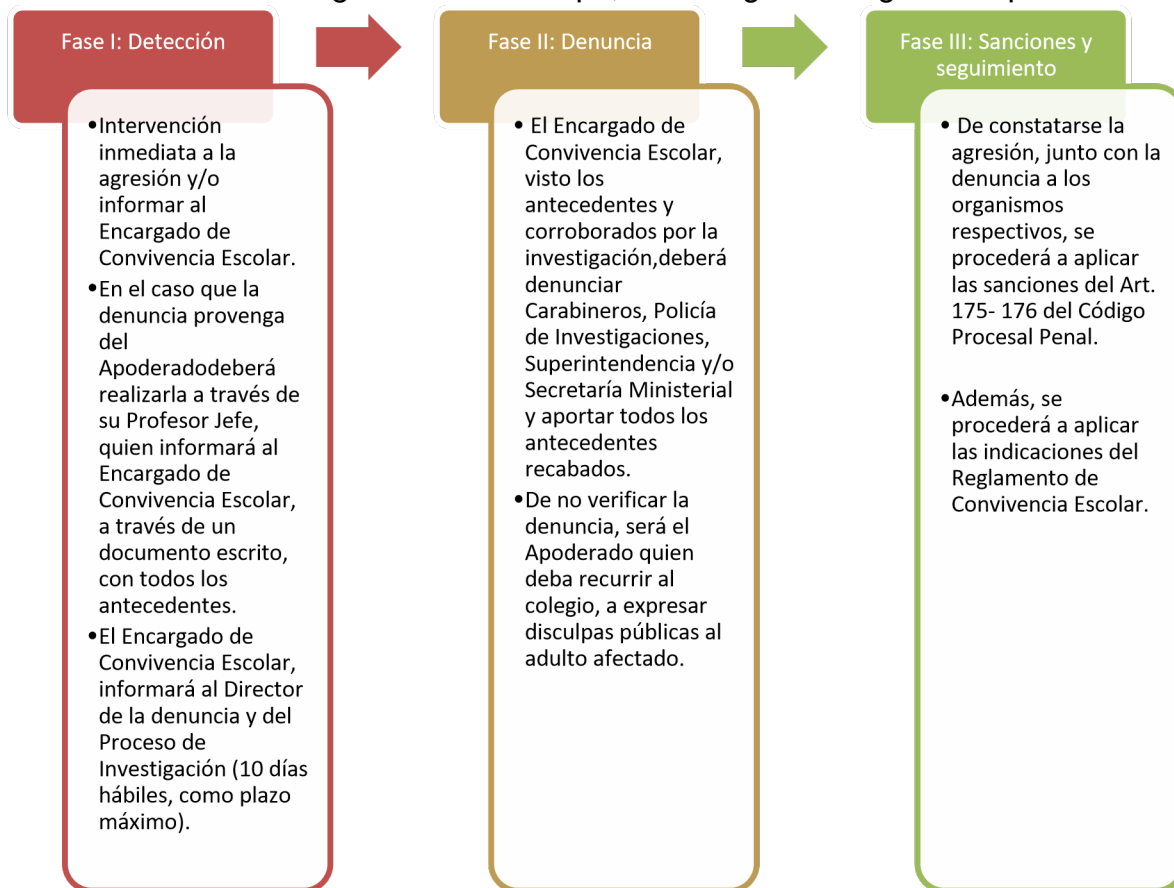 Fase I: Detección
•Intervención
inmediata a la
agresión y/o
informar al
Encargado de
Convivencia Escolar.
•En el caso que la
denuncia provenga
del
Apoderadodeberá
realizarla a través de
su Profesor Jefe,
quien informará al
Encargado de
Convivencia Escolar,
a través de un
documento escrito,
con todos los
antecedentes.
•El Encargado de
Convivencia Escolar,
informará al Director
de la denuncia y del
Proceso de
Investigación (10 días
hábiles, como plazo
máximo).
Fase II: Denuncia
• El Encargado de
Convivencia Escolar,
visto los
antecedentes y
corroborados por la
investigación,deberá
denunciar
Carabineros, Policía
de Investigaciones,
Superintendencia y/o
Secretaría Ministerial
y aportar todos los
antecedentes
recabados.
•De no verificar la
denuncia, será el
Apoderado quien
deba recurrir al
colegio, a expresar
disculpas públicas al
adulto afectado.
Fase III: Sanciones y
seguimiento
• De constatarse la
agresión, junto con la
denuncia a los
organismos
respectivos, se
procederá a aplicar
las sanciones del Art.
175- 176 del Código
Procesal Penal.
•Además, se
procederá a aplicar
las indicaciones del
Reglamento de
Convivencia Escolar.